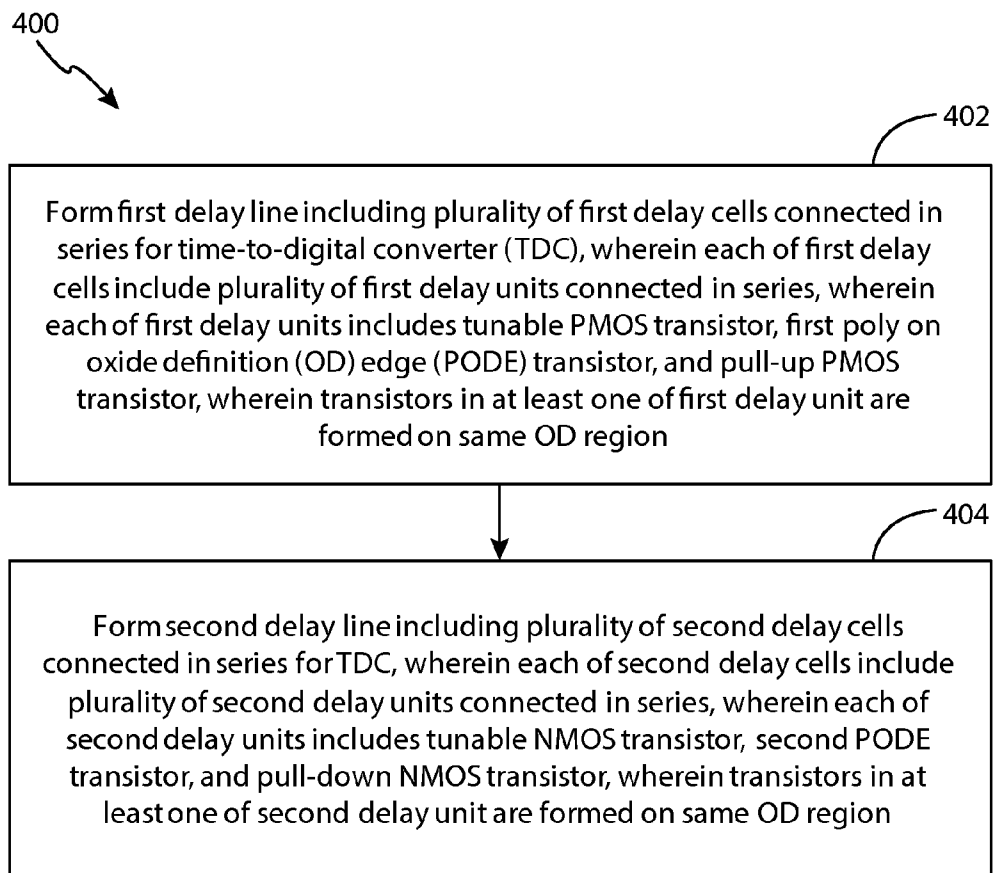 400
402
Form first delay line including plurality of first delay cells connected in
series for time-to-digital converter (TDC), wherein each of first delay
cells include plurality of first delay units connected in series, wherein
each of first delay units includes tunable PMOS transistor, first poly on
oxide definition (OD) edge (PODE) transistor, and pull-up PMOS
transistor, wherein transistors in at least one of first delay unit are
formed on same OD region
404
Form second delay line including plurality of second delay cells
connected in series for TDC, wherein each of second delay cells include
plurality of second delay units connected in series, wherein each of
second delay units includes tunable NMOS transistor, second PODE
transistor, and pull-down NMOS transistor, wherein transistors in at
least one of second delay unit are formed on same OD region